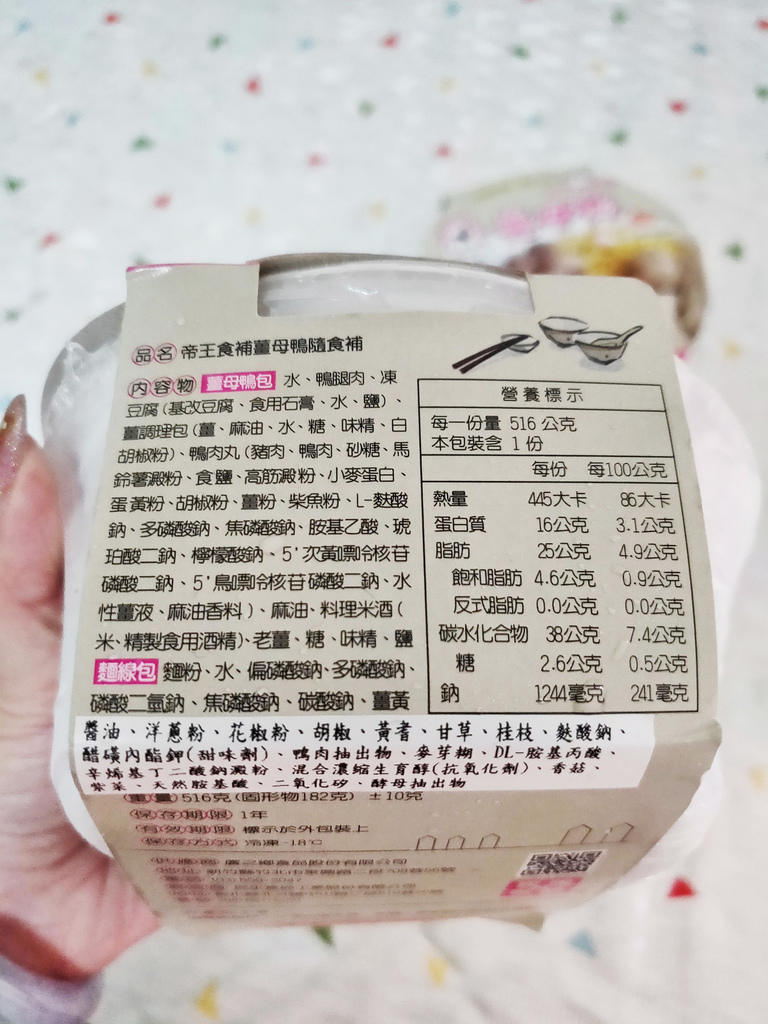 品名 帝王食補薑母鴨隨食補
內容物 薑母鴨包 水、鴨腿肉、凍
豆腐(基改豆腐、食用石膏、水、鹽)、
薑調理包(薑、麻油、水、糖、味精、白
胡椒粉)、鴨肉丸(豬肉、鴨肉、砂糖、馬
鈴薯澱粉、食鹽、高筋澱粉、小麥蛋白、
蛋黃粉、胡椒粉、薑粉、柴魚粉、L-麩酸
鈉、多磷酸鈉、焦磷酸鈉、胺基乙酸、琥
珀酸二鈉、檸檬酸鈉、5'次黃嘌呤核苷
磷酸二鈉、5'鳥嘌呤核苷磷酸二鈉、水
性薑液、麻油香料)、麻油、料理米酒(
米、精製食用酒精)、老薑、糖、味精、鹽
麵線包 麵粉、水、偏磷酸鈉、多磷酸鈉、
磷酸二氫鈉、焦磷酸鈉、碳酸鈉、薑黃
醬油、洋蔥粉、花椒粉、胡椒、黃耆、甘草、桂枝、麩酸鈉、
醋磺內酯鉀(甜味劑)、鴨肉抽出物、麥芽糊、DL-胺基丙酸、
辛烯基丁二酸鈉澱粉、混合濃縮生育醇(抗氧化劑)、香菇、
紫菜、天然胺基酸、二氧化矽、酵母抽出物
重量 516克(固形物182克) ±10克
保存期限 1年
有效期限 標示於外包裝上
保存方式 冷凍-18℃
營養標示
每一份量 516 公克
本包裝含 1 份
每份 每100公克
熱量 445大卡 86大卡
蛋白質 16公克 3.1公克
脂肪 25公克 4.9公克
飽和脂肪 4.6公克 0.9公克
反式脂肪 0.0公克 0.0公克
碳水化合物 38公克 7.4公克
糖 2.6公克 0.5公克
鈉 1244毫克 241毫克